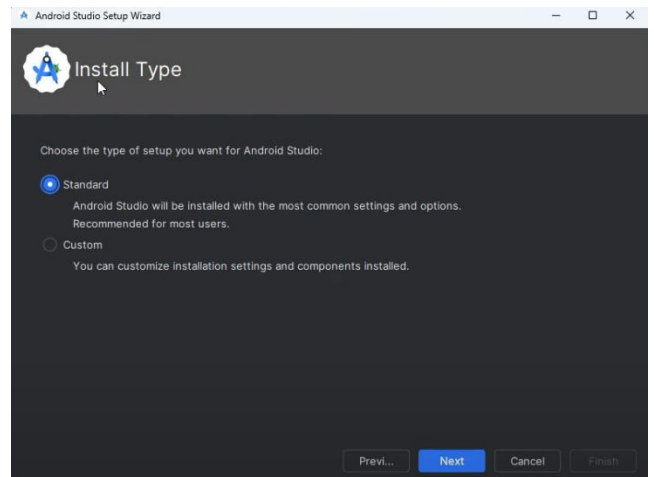 Android Studio Setup Wizard
Install Type
Choose the type of setup you want for Android Studio:
Standard
Android Studio will be installed with the most common settings and options.
Recommended for most users.
Custom
You can customize installation settings and components installed.
Previ...
Next
Cancel
Finish